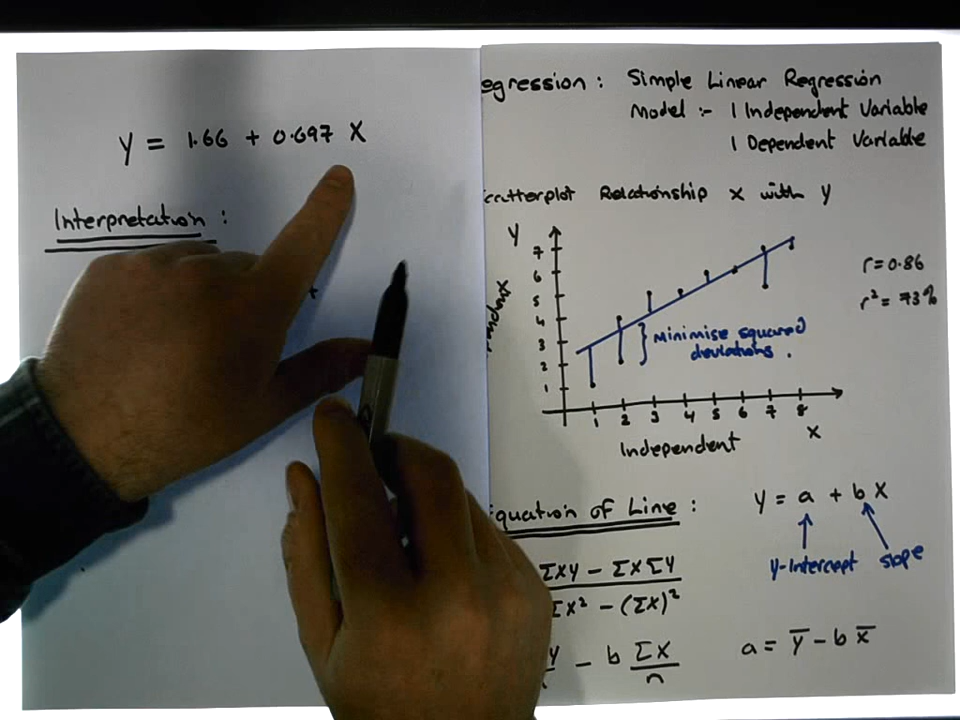 Y = 1.66 + 0.697 X
Interpretation :
egression : Simple Linear Regression
Model :- 1 Independent Variable
1 Dependent Variable
catterplot Relationship x with y
Y
7
6
5
4
3
2
1
r = 0.86
r² = 73%
Minimise squared
deviations .
1 2 3 4 5 6 7 8
Independent
X
quation of Line :
Y = a + b X
y-Intercept slope
ΣXY - ΣXΣY
ΣX² - (ΣX)²
Y - b ΣX
n n
a = Y̅ - b X̅